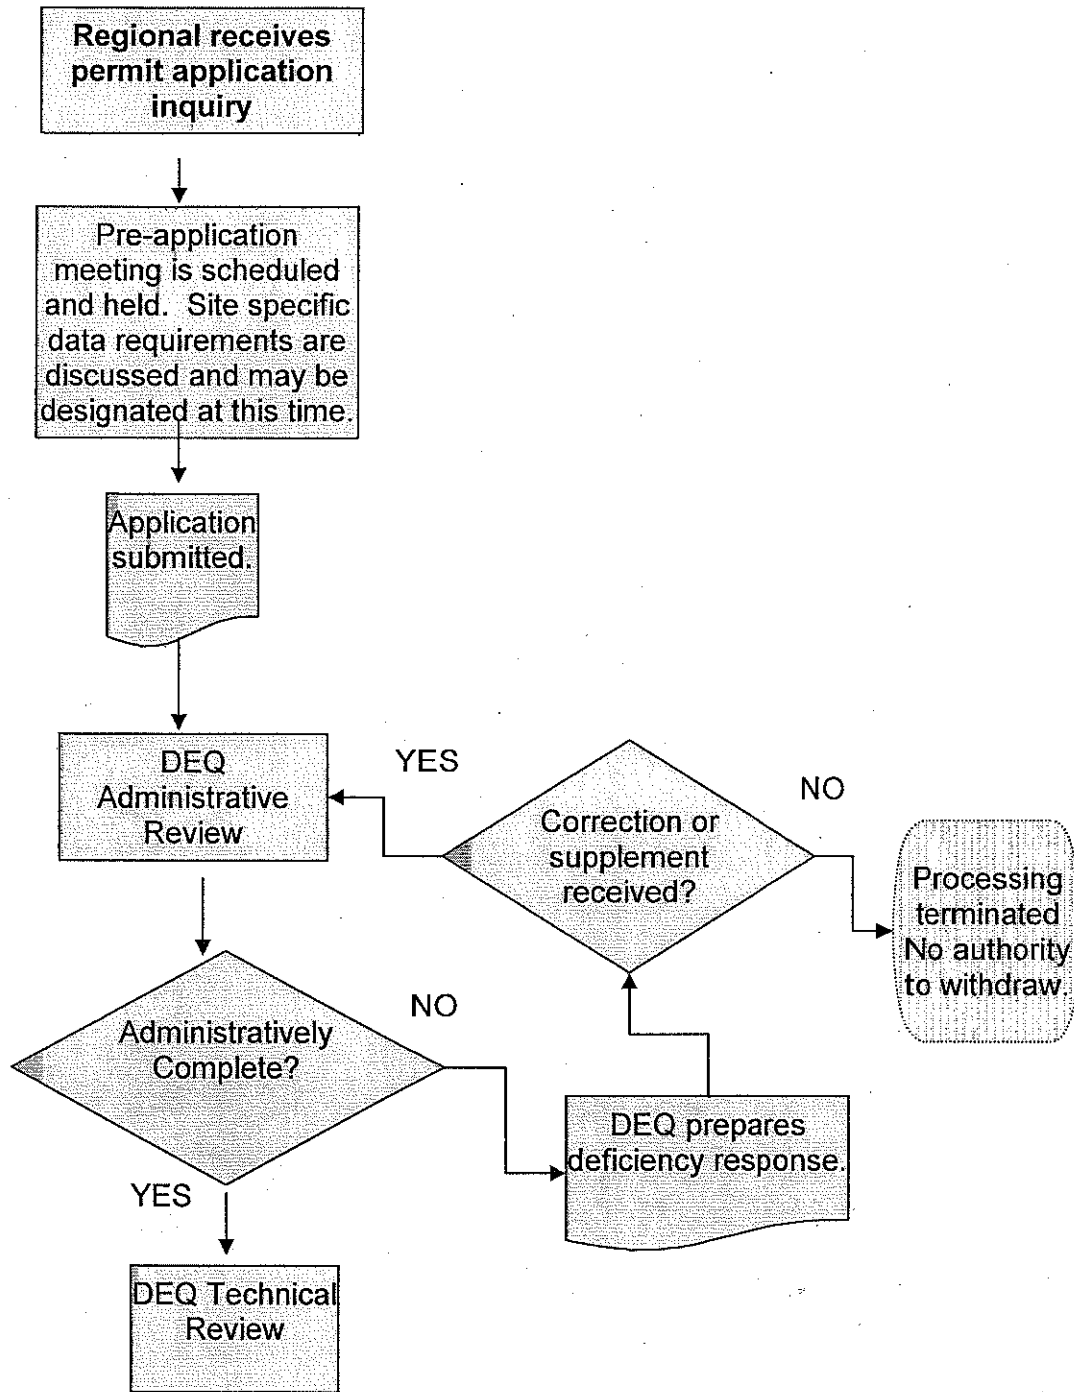 Regional receives
permit application
inquiry
Pre-application
meeting is scheduled
and held. Site specific
data requirements are
discussed and may be
designated at this time.
Application
submitted.
DEQ
Administrative
Review
YES
Correction or
supplement
received?
NO
Processing
terminated
No authority
to withdraw.
Administratively
Complete?
NO
DEQ prepares
deficiency response.
YES
DEQ Technical
Review